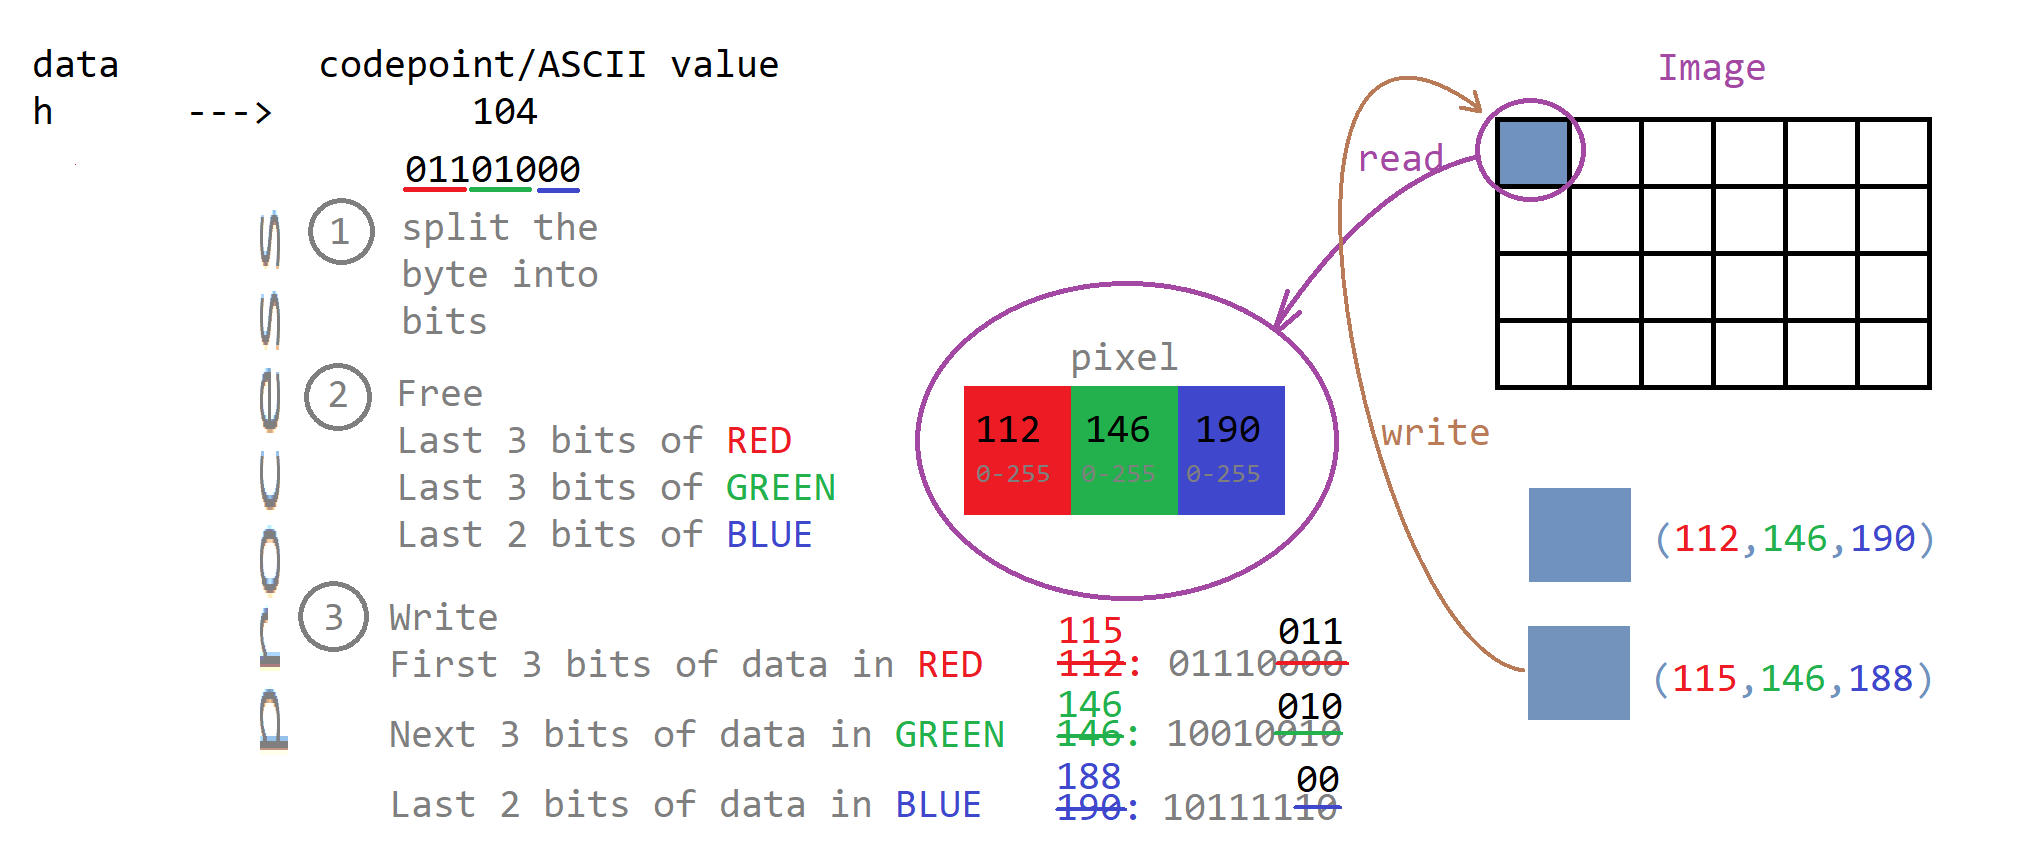 data codepoint/ASCII value
h ---> 104
01101000
1 split the
byte into
bits
2 Free
Last 3 bits of RED
Last 3 bits of GREEN
Last 2 bits of BLUE
3 Write
First 3 bits of data in RED
Next 3 bits of data in GREEN
Last 2 bits of data in BLUE
115 011
112: 01110000
146 010
146: 10010010
188 00
190: 10111110
pixel
112 146 190
0-255 0-255 0-255
Image
read
write
(112,146,190)
(115,146,188)